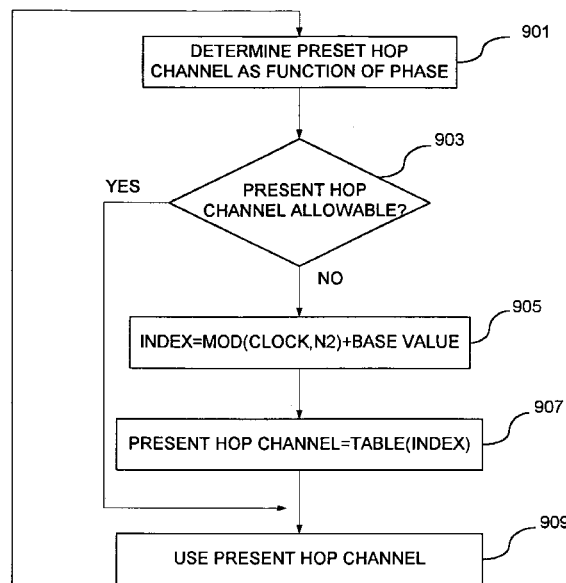 DETERMINE PRESET HOP
CHANNEL AS FUNCTION OF PHASE
901
903
YES
PRESENT HOP
CHANNEL ALLOWABLE?
NO
905
INDEX=MOD(CLOCK,N2)+BASE VALUE
907
PRESENT HOP CHANNEL=TABLE(INDEX)
909
USE PRESENT HOP CHANNEL